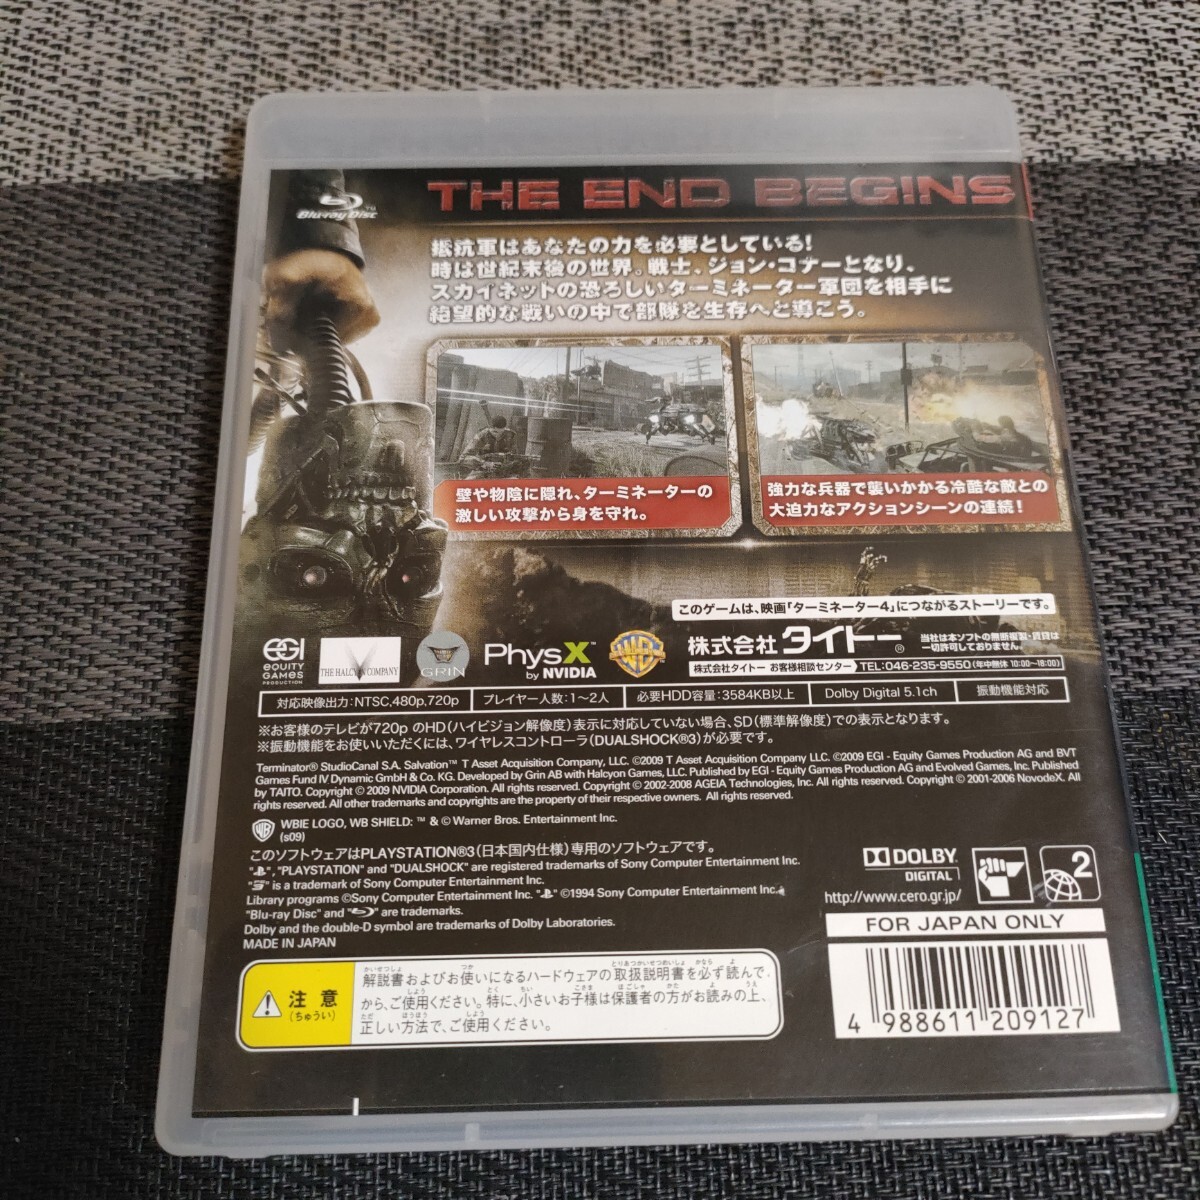 Blu-ray Disc™
THE END BEGINS
抵抗軍はあなたの力を必要としている!
時は世紀末後の世界。戦士、ジョン・コナーとなり、
スカイネットの恐ろしいターミネーター軍団を相手に
絶望的な戦いの中で部隊を生存へと導こう。
壁や物陰に隠れ、ターミネーターの
激しい攻撃から身を守れ。
強力な兵器で襲いかかる冷酷な敵との
大迫力なアクションシーンの連続!
このゲームは、映画「ターミネーター4」につながるストーリーです。
EGI
EQUITY
GAMES
PRODUCTION
THE HALCYON COMPANY
GRIN
PhysX™
by NVIDIA
WB
株式会社 タイトー®
当社は本ソフトの無断複製・賃貸は
一切許可しておりません。
株式会社タイトー お客様相談センター TEL:046-235-9550(年中無休 10:00〜18:00)
対応映像出力:NTSC,480p,720p
プレイヤー人数:1〜2人
必要HDD容量:3584KB以上
Dolby Digital 5.1ch
振動機能対応
※お客様のテレビが720p のHD(ハイビジョン解像度)表示に対応していない場合、SD(標準解像度)での表示となります。
※振動機能をお使いいただくには、ワイヤレスコントローラ(DUALSHOCK®3)が必要です。
Terminator® StudioCanal S.A. Salvation™ T Asset Acquisition Company, LLC. ©2009 T Asset Acquisition Company LLC. ©2009 EGI - Equity Games Production AG and BVT
Games Fund IV Dynamic GmbH & Co. KG. Developed by Grin AB with Halcyon Games, LLC. Published by EGI - Equity Games Production AG and Evolved Games, Inc. Published
by TAITO. Copyright © 2009 NVIDIA Corporation. All rights reserved. Copyright © 2002-2008 AGEIA Technologies, Inc. All rights reserved. Copyright © 2001-2006 NovodeX. All
rights reserved. All other trademarks and copyrights are the property of their respective owners. All rights reserved.
WB WBIE LOGO, WB SHIELD: ™ & © Warner Bros. Entertainment Inc.
(s09)
このソフトウェアはPLAYSTATION®3(日本国内仕様)専用のソフトウェアです。
" ", "PLAYSTATION" and "DUALSHOCK" are registered trademarks of Sony Computer Entertainment Inc.
" " is a trademark of Sony Computer Entertainment Inc.
Library programs ©Sony Computer Entertainment Inc. " " ©1994 Sony Computer Entertainment Inc.
"Blu-ray Disc" and " " are trademarks.
Dolby and the double-D symbol are trademarks of Dolby Laboratories.
MADE IN JAPAN
DOLBY
DIGITAL
2
http://www.cero.gr.jp/
FOR JAPAN ONLY
4 988611 209127
注意
(ちゅうい)
解説書およびお使いになるハードウェアの取扱説明書を必ず読んで
から、ご使用ください。特に、小さいお子様は保護者の方がお読みの上、
正しい方法で、ご使用ください。